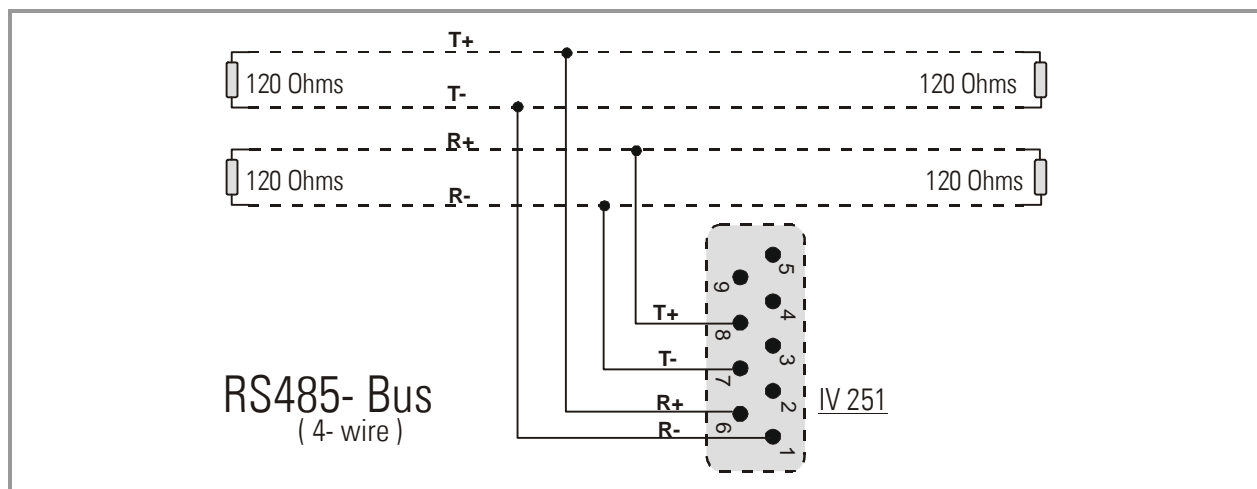 T+
120 Ohms
120 Ohms
T-
R+
120 Ohms
120 Ohms
R-
5
9
4
T+
8
3
T-
7
2
R+
6
R-
1
IV 251
RS485- Bus
( 4- wire )